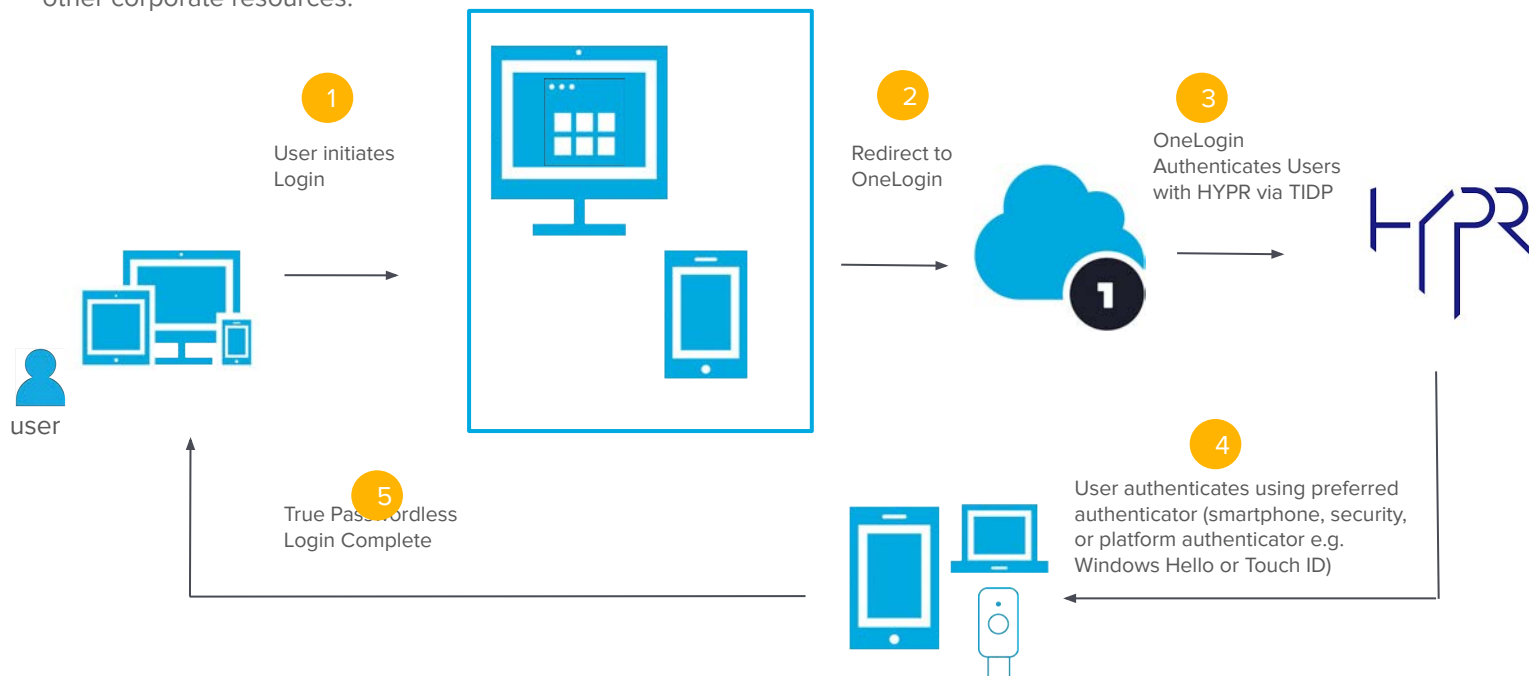 other corporate resources.
1
User initiates
Login
2
Redirect to
OneLogin
3
OneLogin
Authenticates Users
with HYPR via TIDP
1
HYPR
user
4
User authenticates using preferred
authenticator (smartphone, security,
or platform authenticator e.g.
Windows Hello or Touch ID)
5
True Passwordless
Login Complete